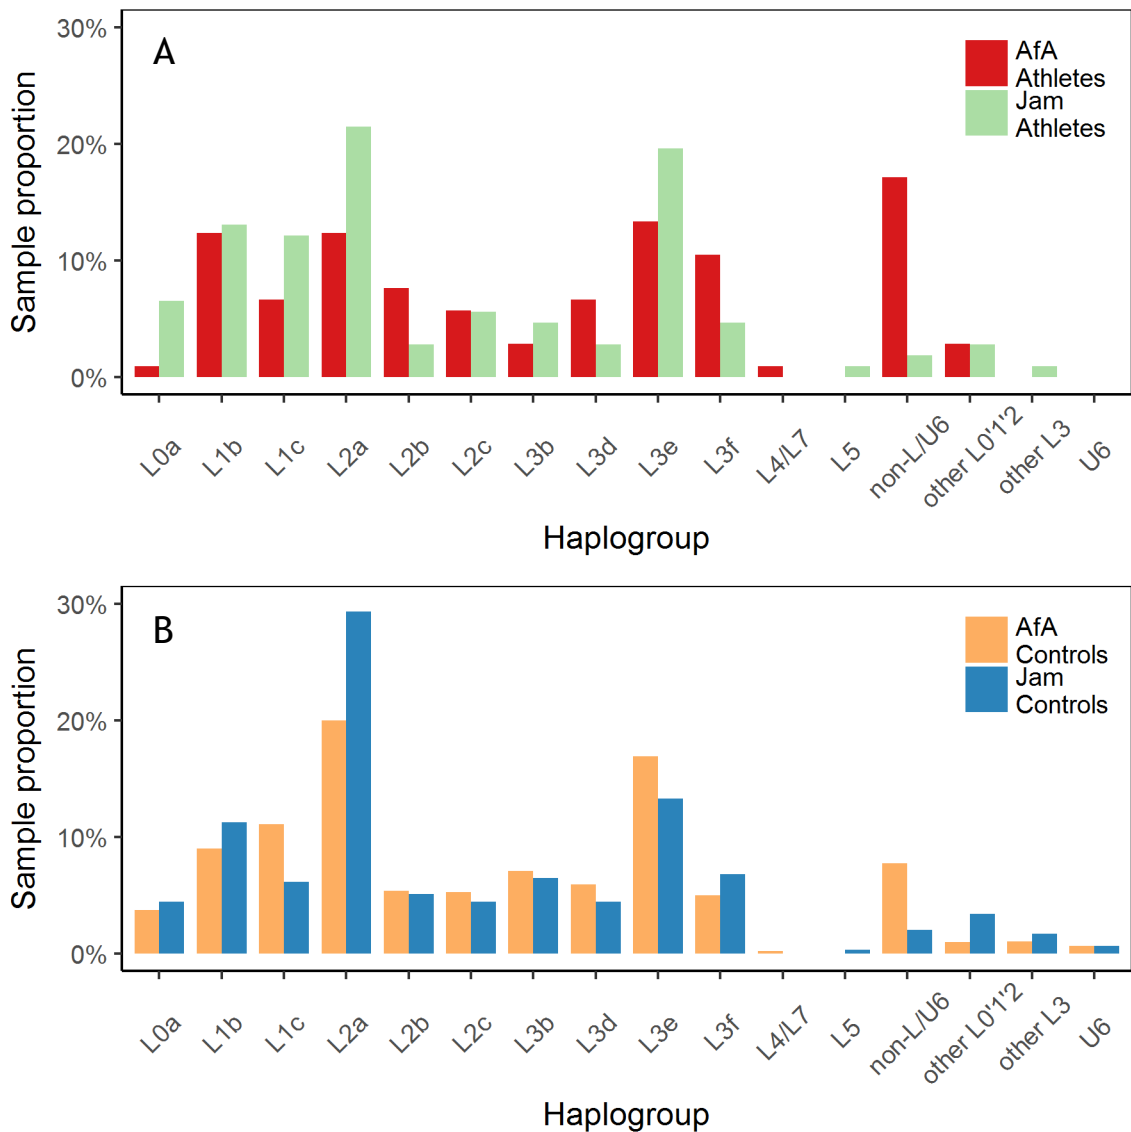 A
AfA
Athletes
Jam
Athletes
Sample proportion
30%
20%
10%
0%
L0a
L1b
L1c
L2a
L2b
L2c
L3b
L3d
L3e
L3f
L4/L7
L5
non-L/U6
other L0'1'2
other L3
U6
Haplogroup
B
AfA
Controls
Jam
Controls
Sample proportion
30%
20%
10%
0%
L0a
L1b
L1c
L2a
L2b
L2c
L3b
L3d
L3e
L3f
L4/L7
L5
non-L/U6
other L0'1'2
other L3
U6
Haplogroup